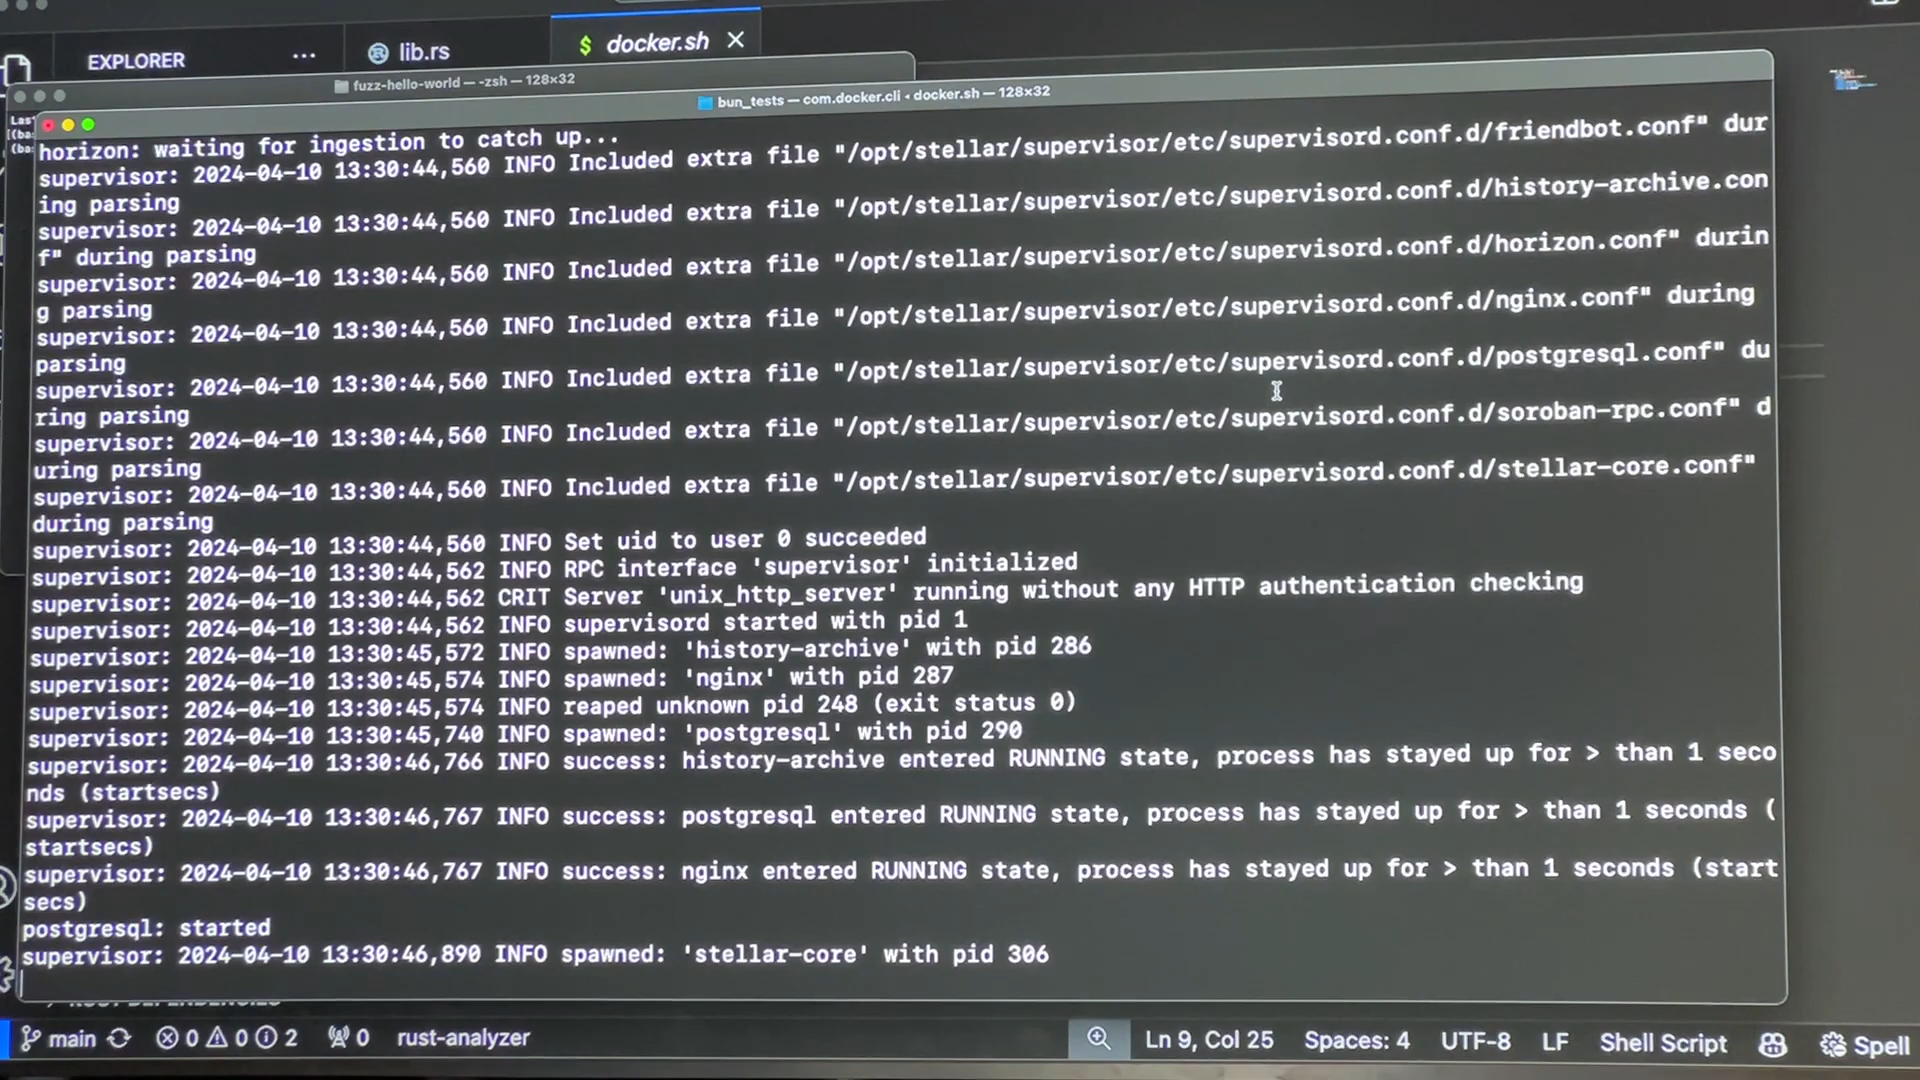 EXPLORER ··· lib.rs $ docker.sh
fuzz-hello-world — -zsh — 128×32
bun_tests — com.docker.cli ◂ docker.sh — 128×32
horizon: waiting for ingestion to catch up...
supervisor: 2024-04-10 13:30:44,560 INFO Included extra file "/opt/stellar/supervisor/etc/supervisord.conf.d/friendbot.conf" dur
ing parsing
supervisor: 2024-04-10 13:30:44,560 INFO Included extra file "/opt/stellar/supervisor/etc/supervisord.conf.d/history-archive.con
f" during parsing
supervisor: 2024-04-10 13:30:44,560 INFO Included extra file "/opt/stellar/supervisor/etc/supervisord.conf.d/horizon.conf" durin
g parsing
supervisor: 2024-04-10 13:30:44,560 INFO Included extra file "/opt/stellar/supervisor/etc/supervisord.conf.d/nginx.conf" during
parsing
supervisor: 2024-04-10 13:30:44,560 INFO Included extra file "/opt/stellar/supervisor/etc/supervisord.conf.d/postgresql.conf" du
ring parsing
supervisor: 2024-04-10 13:30:44,560 INFO Included extra file "/opt/stellar/supervisor/etc/supervisord.conf.d/soroban-rpc.conf" d
uring parsing
supervisor: 2024-04-10 13:30:44,560 INFO Included extra file "/opt/stellar/supervisor/etc/supervisord.conf.d/stellar-core.conf"
during parsing
supervisor: 2024-04-10 13:30:44,560 INFO Set uid to user 0 succeeded
supervisor: 2024-04-10 13:30:44,562 INFO RPC interface 'supervisor' initialized
supervisor: 2024-04-10 13:30:44,562 CRIT Server 'unix_http_server' running without any HTTP authentication checking
supervisor: 2024-04-10 13:30:44,562 INFO supervisord started with pid 1
supervisor: 2024-04-10 13:30:45,572 INFO spawned: 'history-archive' with pid 286
supervisor: 2024-04-10 13:30:45,574 INFO spawned: 'nginx' with pid 287
supervisor: 2024-04-10 13:30:45,574 INFO reaped unknown pid 248 (exit status 0)
supervisor: 2024-04-10 13:30:45,740 INFO spawned: 'postgresql' with pid 290
supervisor: 2024-04-10 13:30:46,766 INFO success: history-archive entered RUNNING state, process has stayed up for > than 1 seco
nds (startsecs)
supervisor: 2024-04-10 13:30:46,767 INFO success: postgresql entered RUNNING state, process has stayed up for > than 1 seconds (
startsecs)
supervisor: 2024-04-10 13:30:46,767 INFO success: nginx entered RUNNING state, process has stayed up for > than 1 seconds (start
secs)
postgresql: started
supervisor: 2024-04-10 13:30:46,890 INFO spawned: 'stellar-core' with pid 306
main 0 0 2 0 rust-analyzer Ln 9, Col 25 Spaces: 4 UTF-8 LF Shell Script Spell